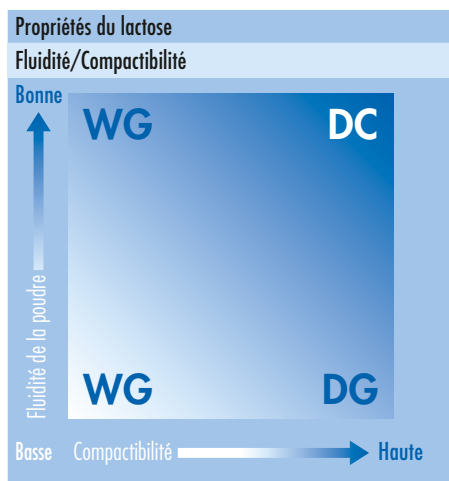 Propriétés du lactose
Fluidité/Compactibilité
Bonne
WG DC
Fluidité de la poudre
WG DG
Basse Compactibilité Haute